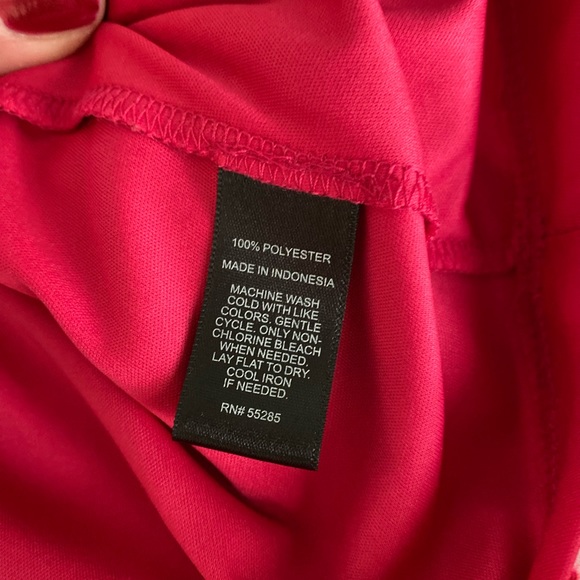 100% POLYESTER
MADE IN INDONESIA
MACHINE WASH
COLD WITH LIKE
COLORS. GENTLE
CYCLE. ONLY NON-
CHLORINE BLEACH
WHEN NEEDED.
LAY FLAT TO DRY.
COOL IRON
IF NEEDED.
RN# 55285